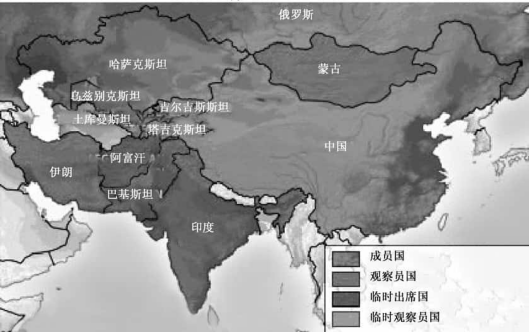 俄罗斯
哈萨克斯坦
蒙古
乌兹别克斯坦
吉尔吉斯斯坦
土库曼斯坦
塔吉克斯坦
中国
伊朗
阿富汗
巴基斯坦
印度
成员国
观察员国
临时出席国
临时观察员国